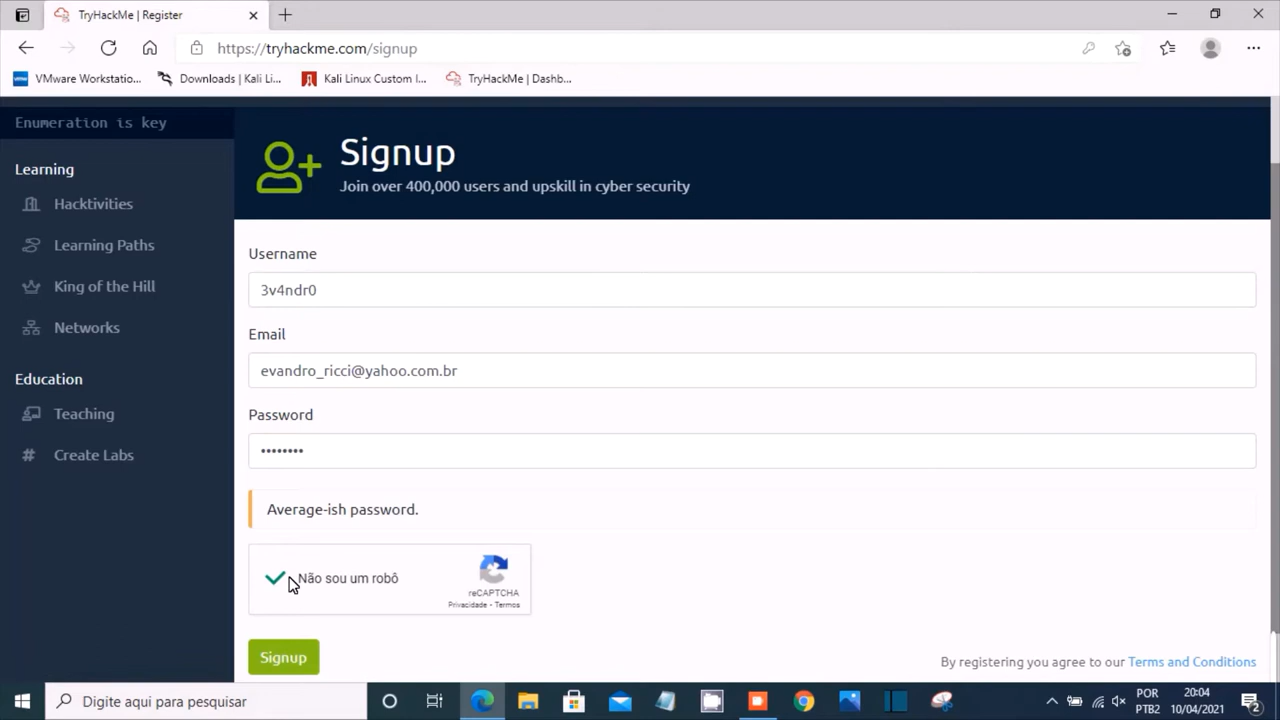 TryHackMe | Register
https://tryhackme.com/signup
VMware Workstatio...
Downloads | Kali Li...
Kali Linux Custom I...
TryHackMe | Dashb...
Enumeration is key
Learning
Hacktivities
Learning Paths
King of the Hill
Networks
Education
Teaching
Create Labs
Signup
Join over 400,000 users and upskill in cyber security
Username
3v4ndr0
Email
evandro_ricci@yahoo.com.br
Password
••••••••
Average-ish password.
Não sou um robô
reCAPTCHA
Privacidade - Termos
Signup
By registering you agree to our Terms and Conditions
Digite aqui para pesquisar
POR
PTB2
20:04
10/04/2021
2